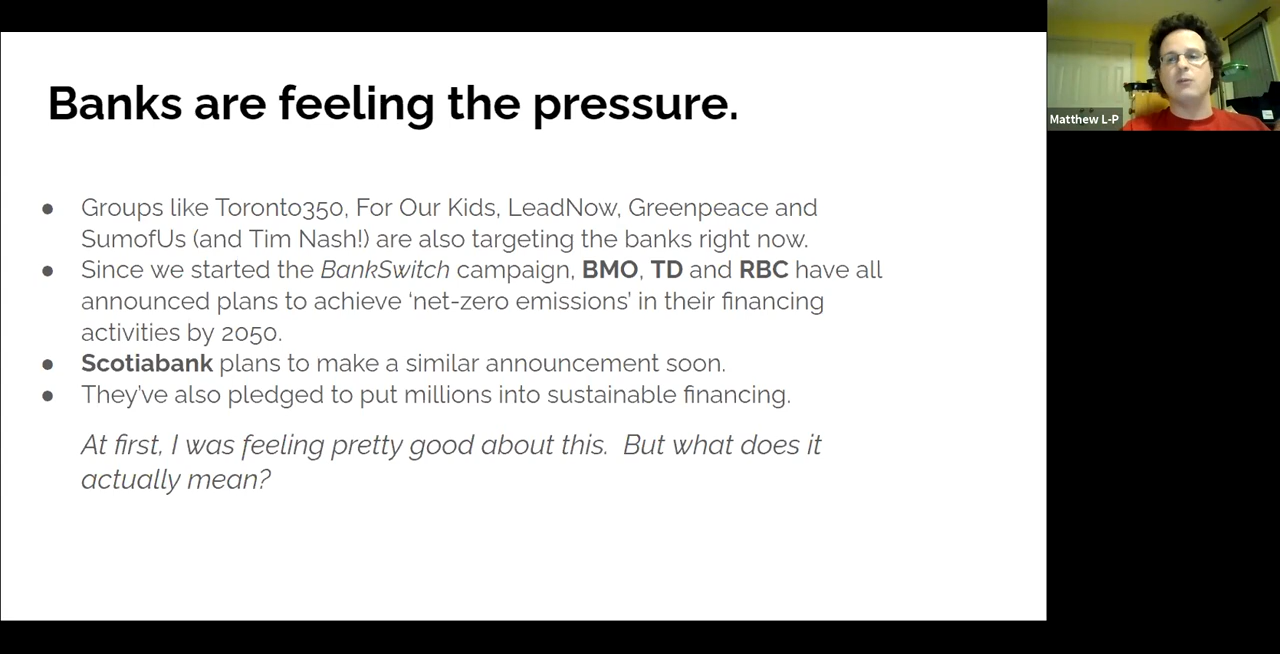 Banks are feeling the pressure.
● Groups like Toronto350, For Our Kids, LeadNow, Greenpeace and
SumofUs (and Tim Nash!) are also targeting the banks right now.
● Since we started the BankSwitch campaign, BMO, TD and RBC have all
announced plans to achieve ‘net-zero emissions’ in their financing
activities by 2050.
● Scotiabank plans to make a similar announcement soon.
● They’ve also pledged to put millions into sustainable financing.
At first, I was feeling pretty good about this.  But what does it
actually mean?
Matthew L-P